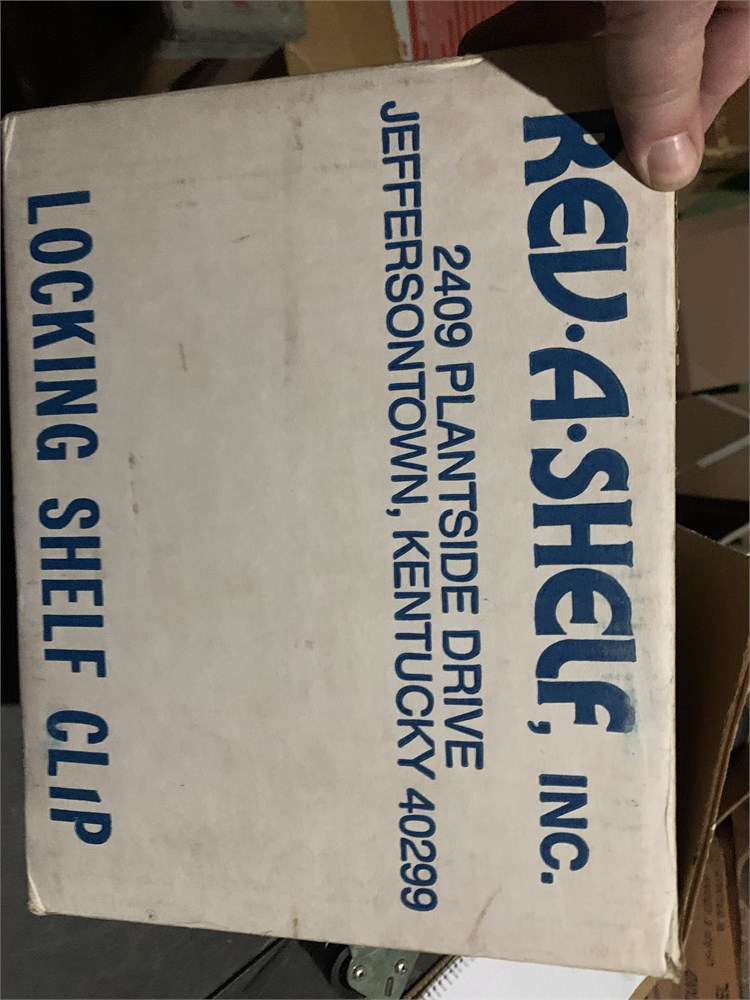 REV·A·SHELF, INC.
2409 PLANTSIDE DRIVE
JEFFERSONTOWN, KENTUCKY 40299
LOCKING SHELF CLIP